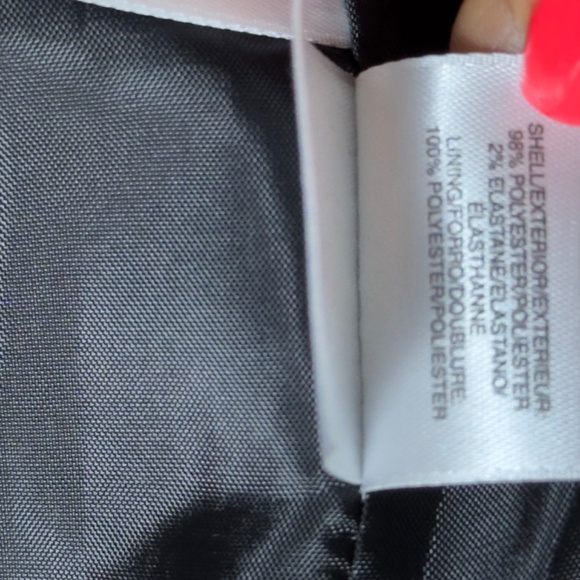 SHELL/EXTERIOR/EXTERIEUR
98% POLYESTER/POLIESTER
2% ELASTANE/ELASTANO/
ÉLASTHANNE
LINING/FORRO/DOUBLURE
100% POLYESTER/POLIESTER